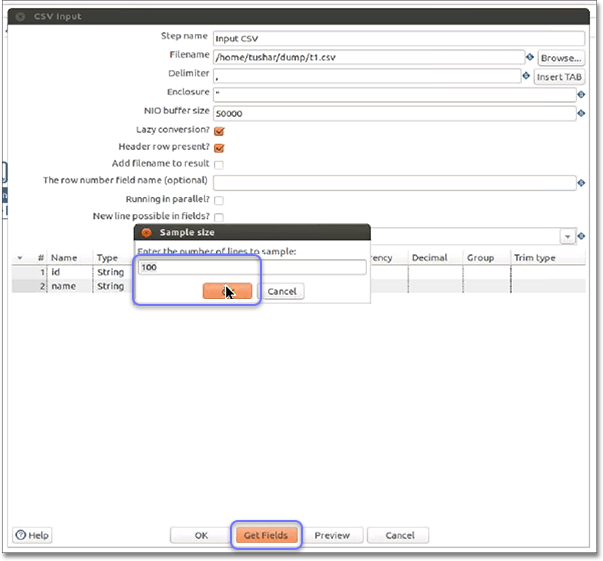 CSV Input
Step name Input CSV
Filename /home/tushar/dump/t1.csv Browse...
Delimiter , Insert TAB
Enclosure "
NIO buffer size 50000
Lazy conversion?
Header row present?
Add filename to result
The row number field name (optional)
Running in parallel?
New line possible in fields?
Sample size
Enter the number of lines to sample:
100
Cancel
# Name Type Decimal Group Trim type
1 id String
2 name String
Help OK Get Fields Preview Cancel